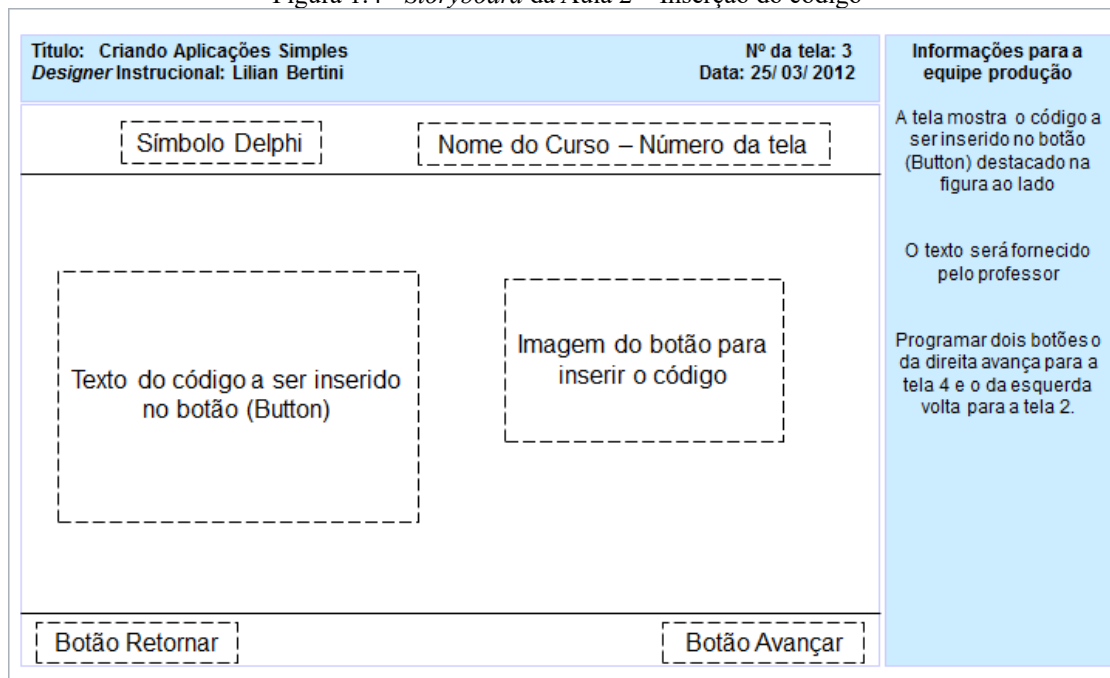 Figura 1.4 - Storyboard da Aula 2 – Inserção do código
Título: Criando Aplicações Simples
Nº da tela: 3
Designer Instrucional: Lilian Bertini
Data: 25/ 03/ 2012
Símbolo Delphi
Nome do Curso – Número da tela
Texto do código a ser inserido
no botão (Button)
Imagem do botão para
inserir o código
Botão Retornar
Botão Avançar
Informações para a
equipe produção
A tela mostra o código a
ser inserido no botão
(Button) destacado na
figura ao lado
O texto será fornecido
pelo professor
Programar dois botões o
da direita avança para a
tela 4 e o da esquerda
volta para a tela 2.